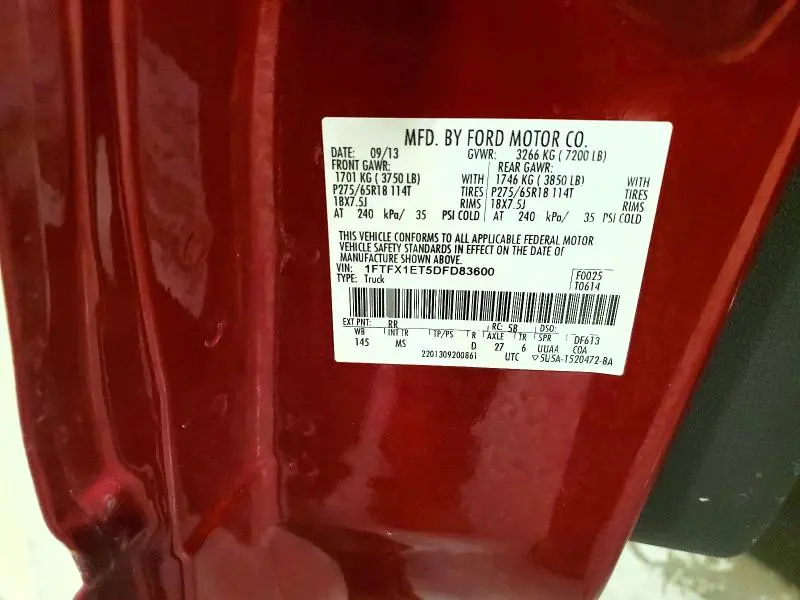 MFD. BY FORD MOTOR CO.
DATE: 09/13 GVWR: 3266 KG ( 7200 LB)
FRONT GAWR: REAR GAWR:
1701 KG ( 3750 LB) WITH 1746 KG ( 3850 LB) WITH
P275/65R18 114T TIRES P275/65R18 114T TIRES
18X7.5J RIMS 18X7.5J RIMS
AT 240 kPa/ 35 PSI COLD AT 240 kPa/ 35 PSI COLD
THIS VEHICLE CONFORMS TO ALL APPLICABLE FEDERAL MOTOR
VEHICLE SAFETY STANDARDS IN EFFECT ON THE DATE OF
MANUFACTURE SHOWN ABOVE.
VIN: 1FTFX1ET5DFD83600 F0025
TYPE: Truck T0614
EXT PNT: RR RC: 58 DSO:
WB INT TR TP/PS R AXLE TR SPR DF613
145 MS D 27 6 UUAA COA
2201309200861 UTC ▽5U5A-1520472-BA